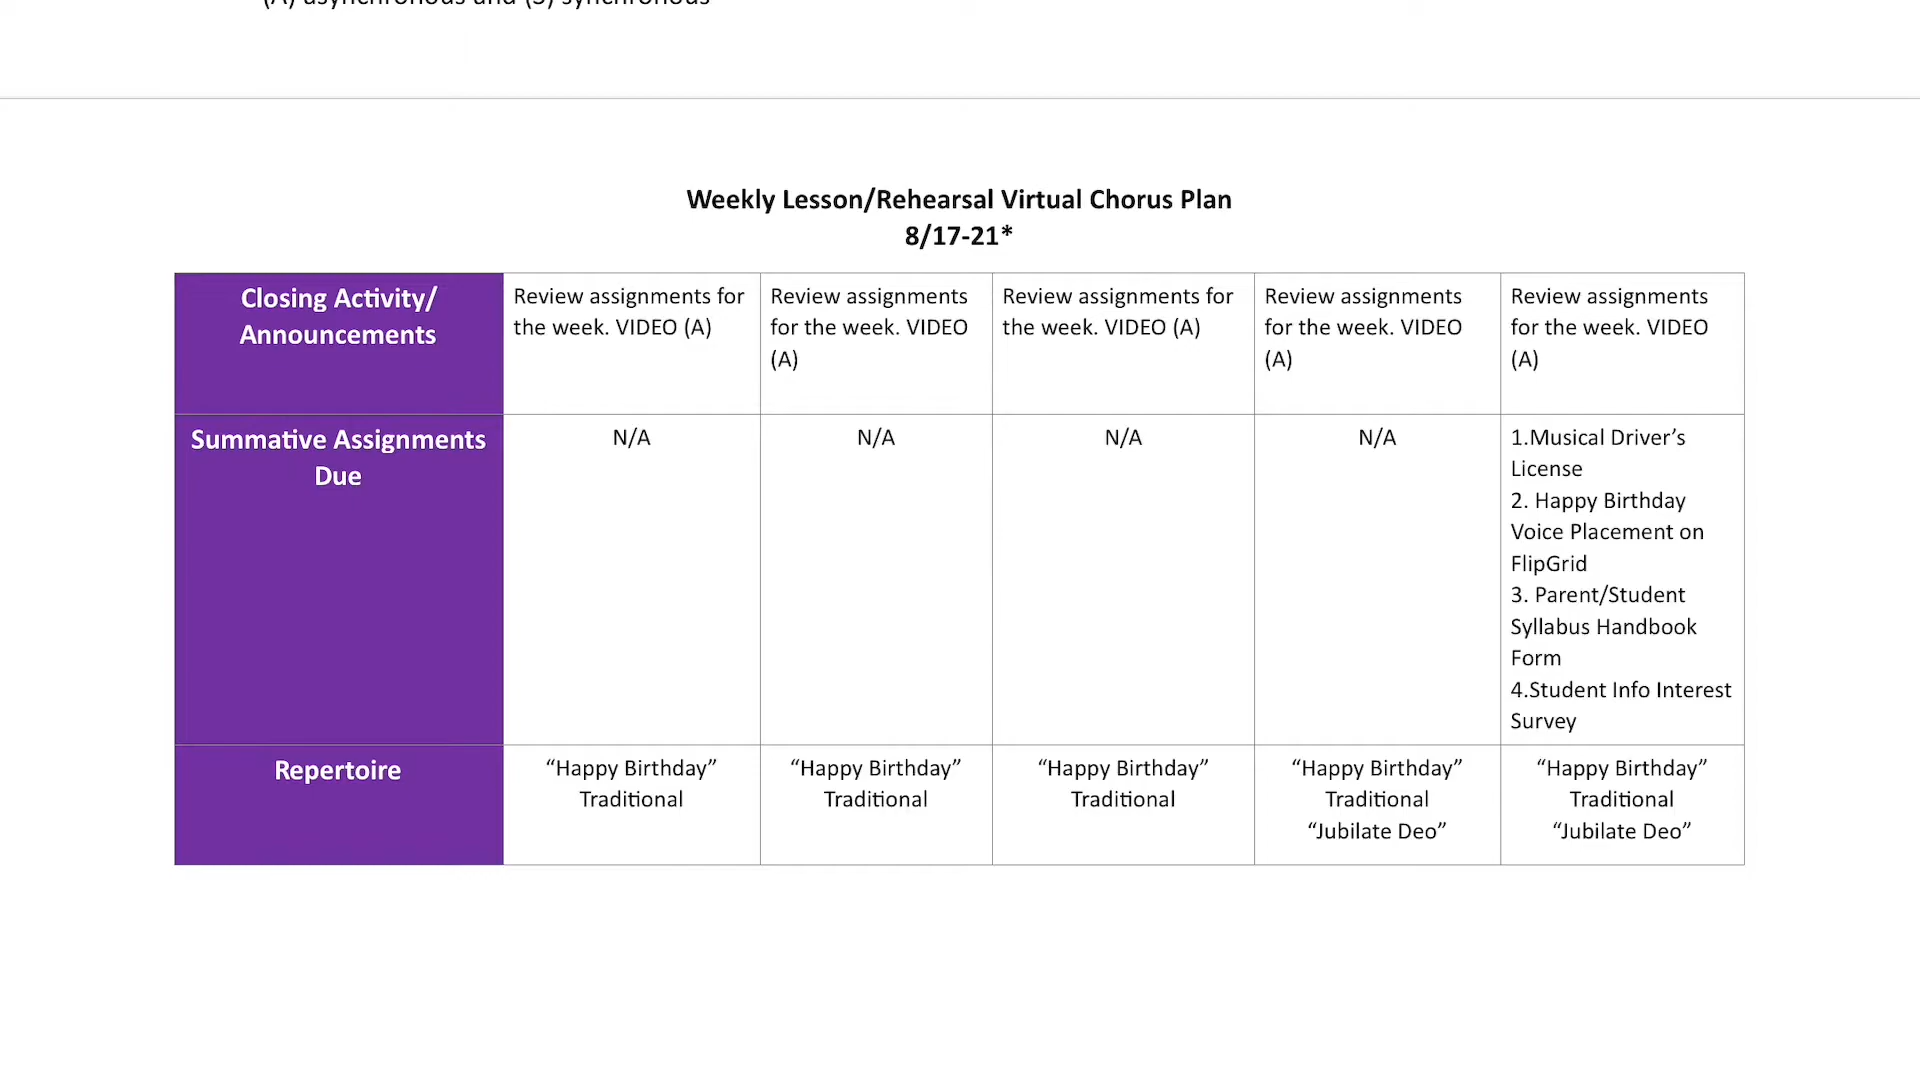 (A) asynchronous and (S) synchronous
Weekly Lesson/Rehearsal Virtual Chorus Plan
8/17-21*
Closing Activity/
Announcements
Review assignments for
the week. VIDEO (A)
Review assignments
for the week. VIDEO
(A)
Review assignments for
the week. VIDEO (A)
Review assignments
for the week. VIDEO
(A)
Review assignments
for the week. VIDEO
(A)
Summative Assignments
Due
N/A
N/A
N/A
N/A
1.Musical Driver’s
License
2. Happy Birthday
Voice Placement on
FlipGrid
3. Parent/Student
Syllabus Handbook
Form
4.Student Info Interest
Survey
Repertoire
“Happy Birthday”
Traditional
“Happy Birthday”
Traditional
“Happy Birthday”
Traditional
“Happy Birthday”
Traditional
“Jubilate Deo”
“Happy Birthday”
Traditional
“Jubilate Deo”